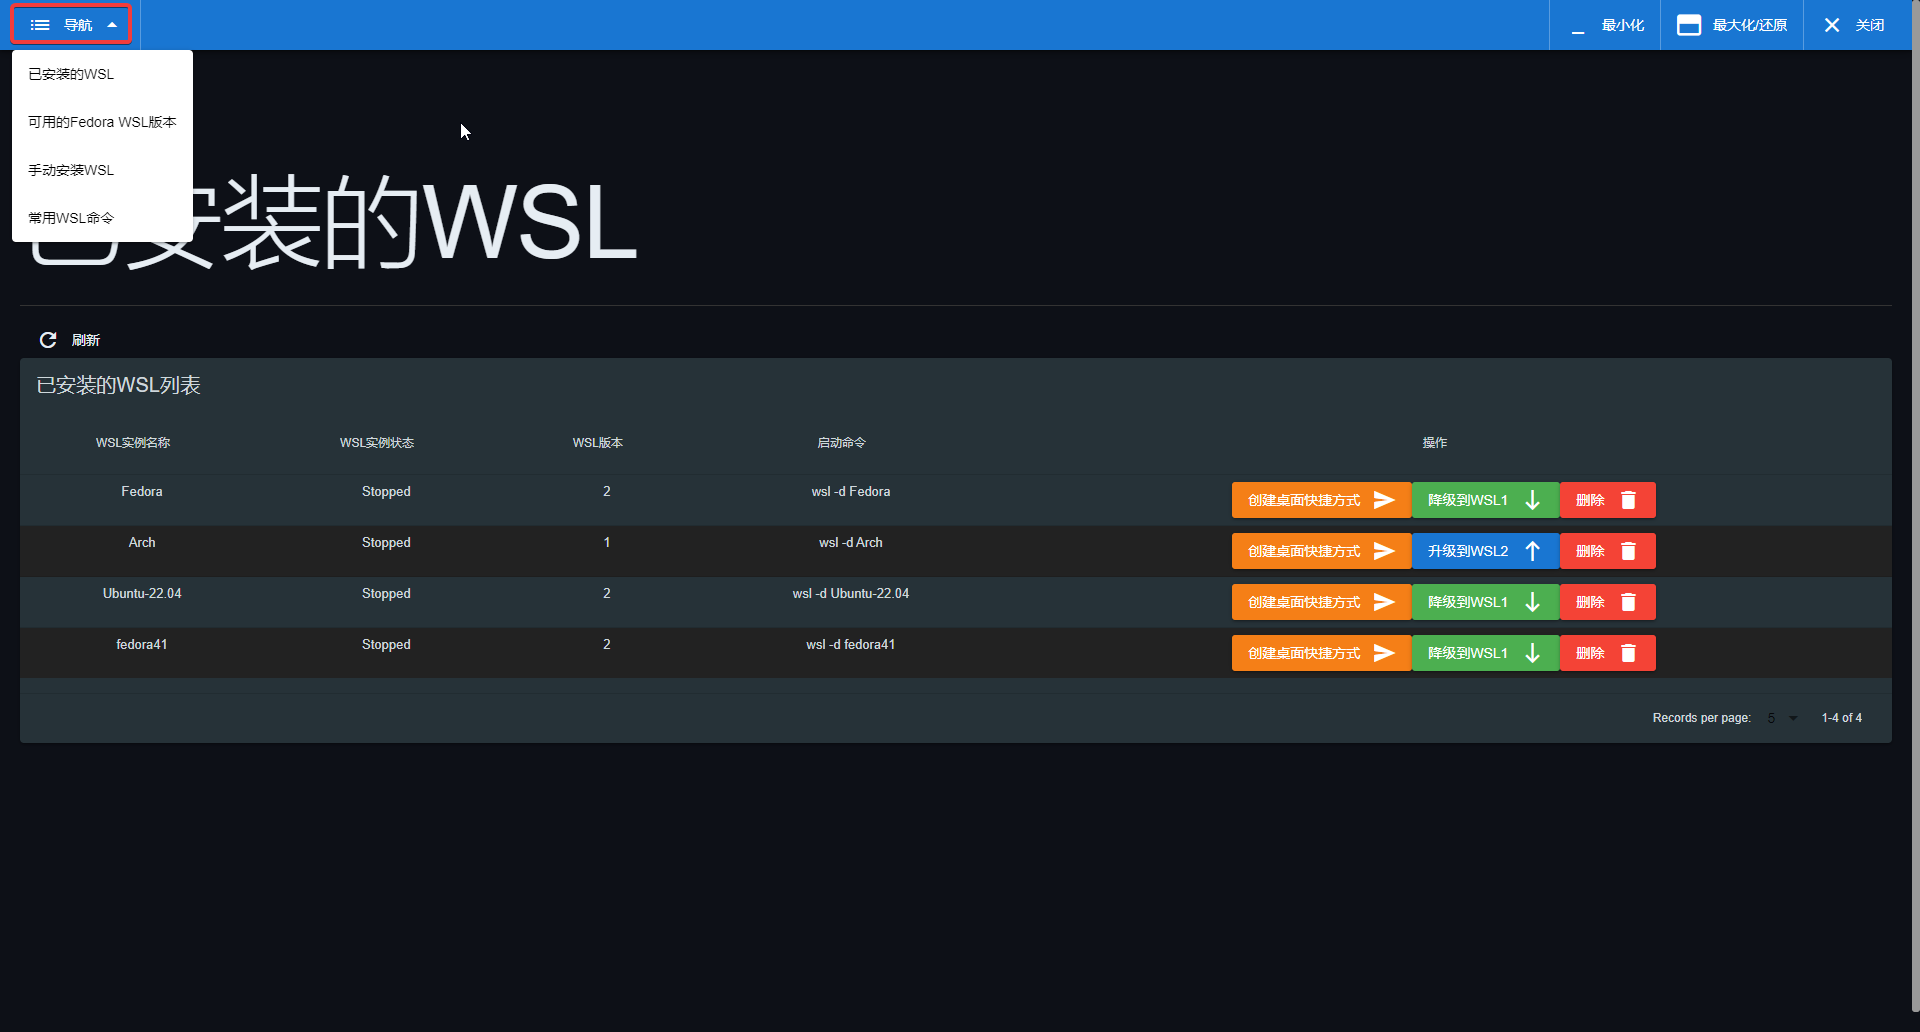 导航
最小化
最大化/还原
关闭
已安装的WSL
可用的Fedora WSL版本
手动安装WSL
常用WSL命令
已安装的WSL
刷新
已安装的WSL列表
WSL实例名称 WSL实例状态 WSL版本 启动命令 操作
Fedora Stopped 2 wsl -d Fedora 创建桌面快捷方式 降级到WSL1 删除
Arch Stopped 1 wsl -d Arch 创建桌面快捷方式 升级到WSL2 删除
Ubuntu-22.04 Stopped 2 wsl -d Ubuntu-22.04 创建桌面快捷方式 降级到WSL1 删除
fedora41 Stopped 2 wsl -d fedora41 创建桌面快捷方式 降级到WSL1 删除
Records per page: 5 1-4 of 4